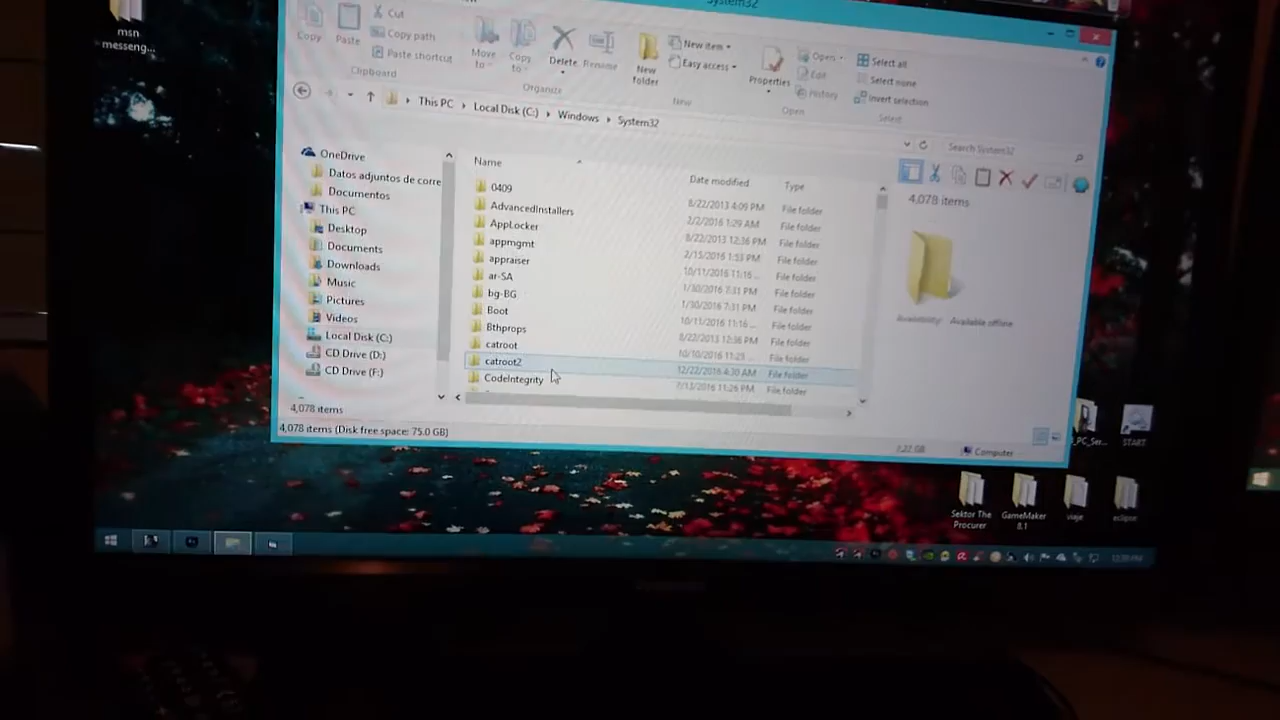 System32
msn
messeng...
Copy
Paste
Cut
Copy path
Paste shortcut
Clipboard
Move
to
Copy
to
Delete
Rename
Organize
New
folder
New item
Easy access
New
Properties
Open
Edit
History
Open
Select all
Select none
Invert selection
Select
This PC
Local Disk (C:)
Windows
System32
Search System32
OneDrive
Datos adjuntos de corre
Documentos
This PC
Desktop
Documents
Downloads
Music
Pictures
Videos
Local Disk (C:)
CD Drive (D:)
CD Drive (F:)
Name Date modified Type
0409 8/22/2013 4:09 PM File folder
AdvancedInstallers 2/2/2016 1:29 AM File folder
AppLocker 8/22/2013 12:36 PM File folder
appmgmt 2/15/2016 1:53 PM File folder
appraiser 10/11/2016 11:16 ... File folder
ar-SA 1/30/2016 7:31 PM File folder
bg-BG 1/30/2016 7:31 PM File folder
Boot 10/11/2016 11:16 ... File folder
Bthprops 8/22/2013 12:36 PM File folder
catroot 10/10/2016 11:23 ... File folder
catroot2 12/22/2016 4:30 AM File folder
CodeIntegrity 7/13/2016 11:26 PM File folder
4,078 items
Availability: Available offline
4,078 items
4,078 items (Disk free space: 75.0 GB)
Computer
_PC_Ser...
START
Sektor The
Procurer
GameMaker
8.1
viaje
eclipse